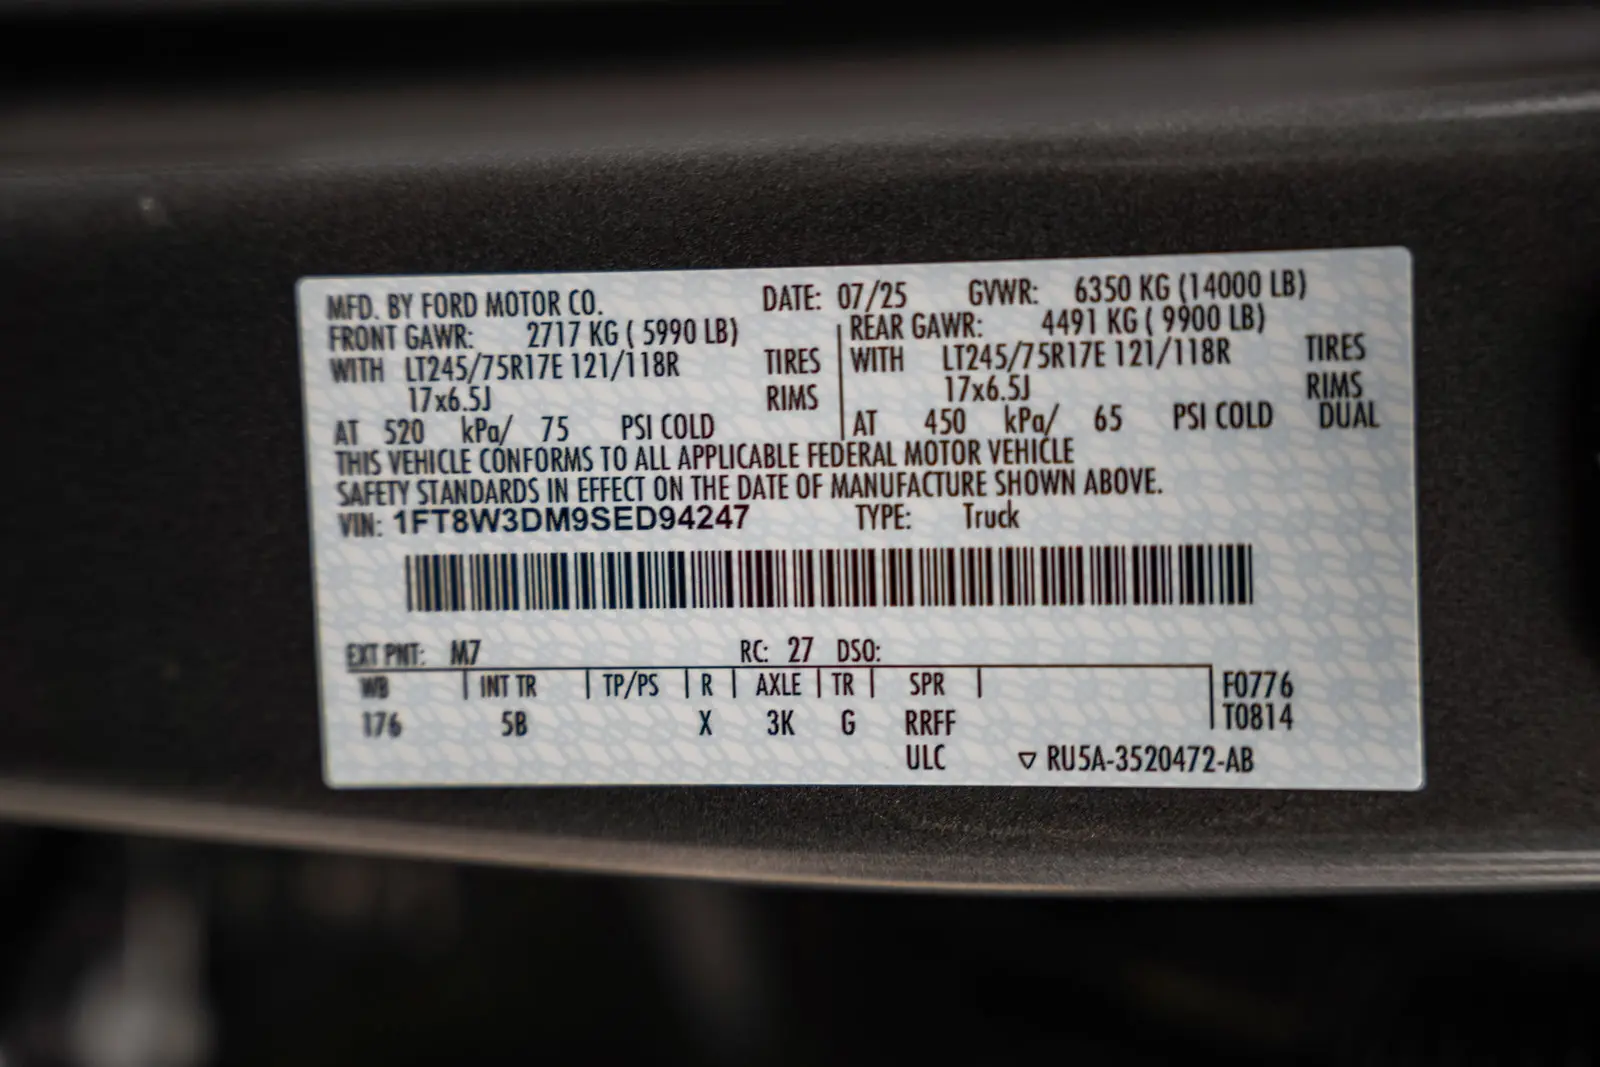 MFD. BY FORD MOTOR CO. DATE: 07/25 GVWR: 6350 KG (14000 LB)
FRONT GAWR: 2717 KG ( 5990 LB) REAR GAWR: 4491 KG ( 9900 LB)
WITH LT245/75R17E 121/118R TIRES WITH LT245/75R17E 121/118R TIRES
17x6.5J RIMS 17x6.5J RIMS
AT 520 kPa/ 75 PSI COLD AT 450 kPa/ 65 PSI COLD DUAL
THIS VEHICLE CONFORMS TO ALL APPLICABLE FEDERAL MOTOR VEHICLE
SAFETY STANDARDS IN EFFECT ON THE DATE OF MANUFACTURE SHOWN ABOVE.
VIN: 1FT8W3DM9SED94247 TYPE: Truck
EXT PNT: M7 RC: 27 DSO:
WB INT TR TP/PS R AXLE TR SPR F0776
176 5B X 3K G RRFF T0814
ULC ▽ RU5A-3520472-AB